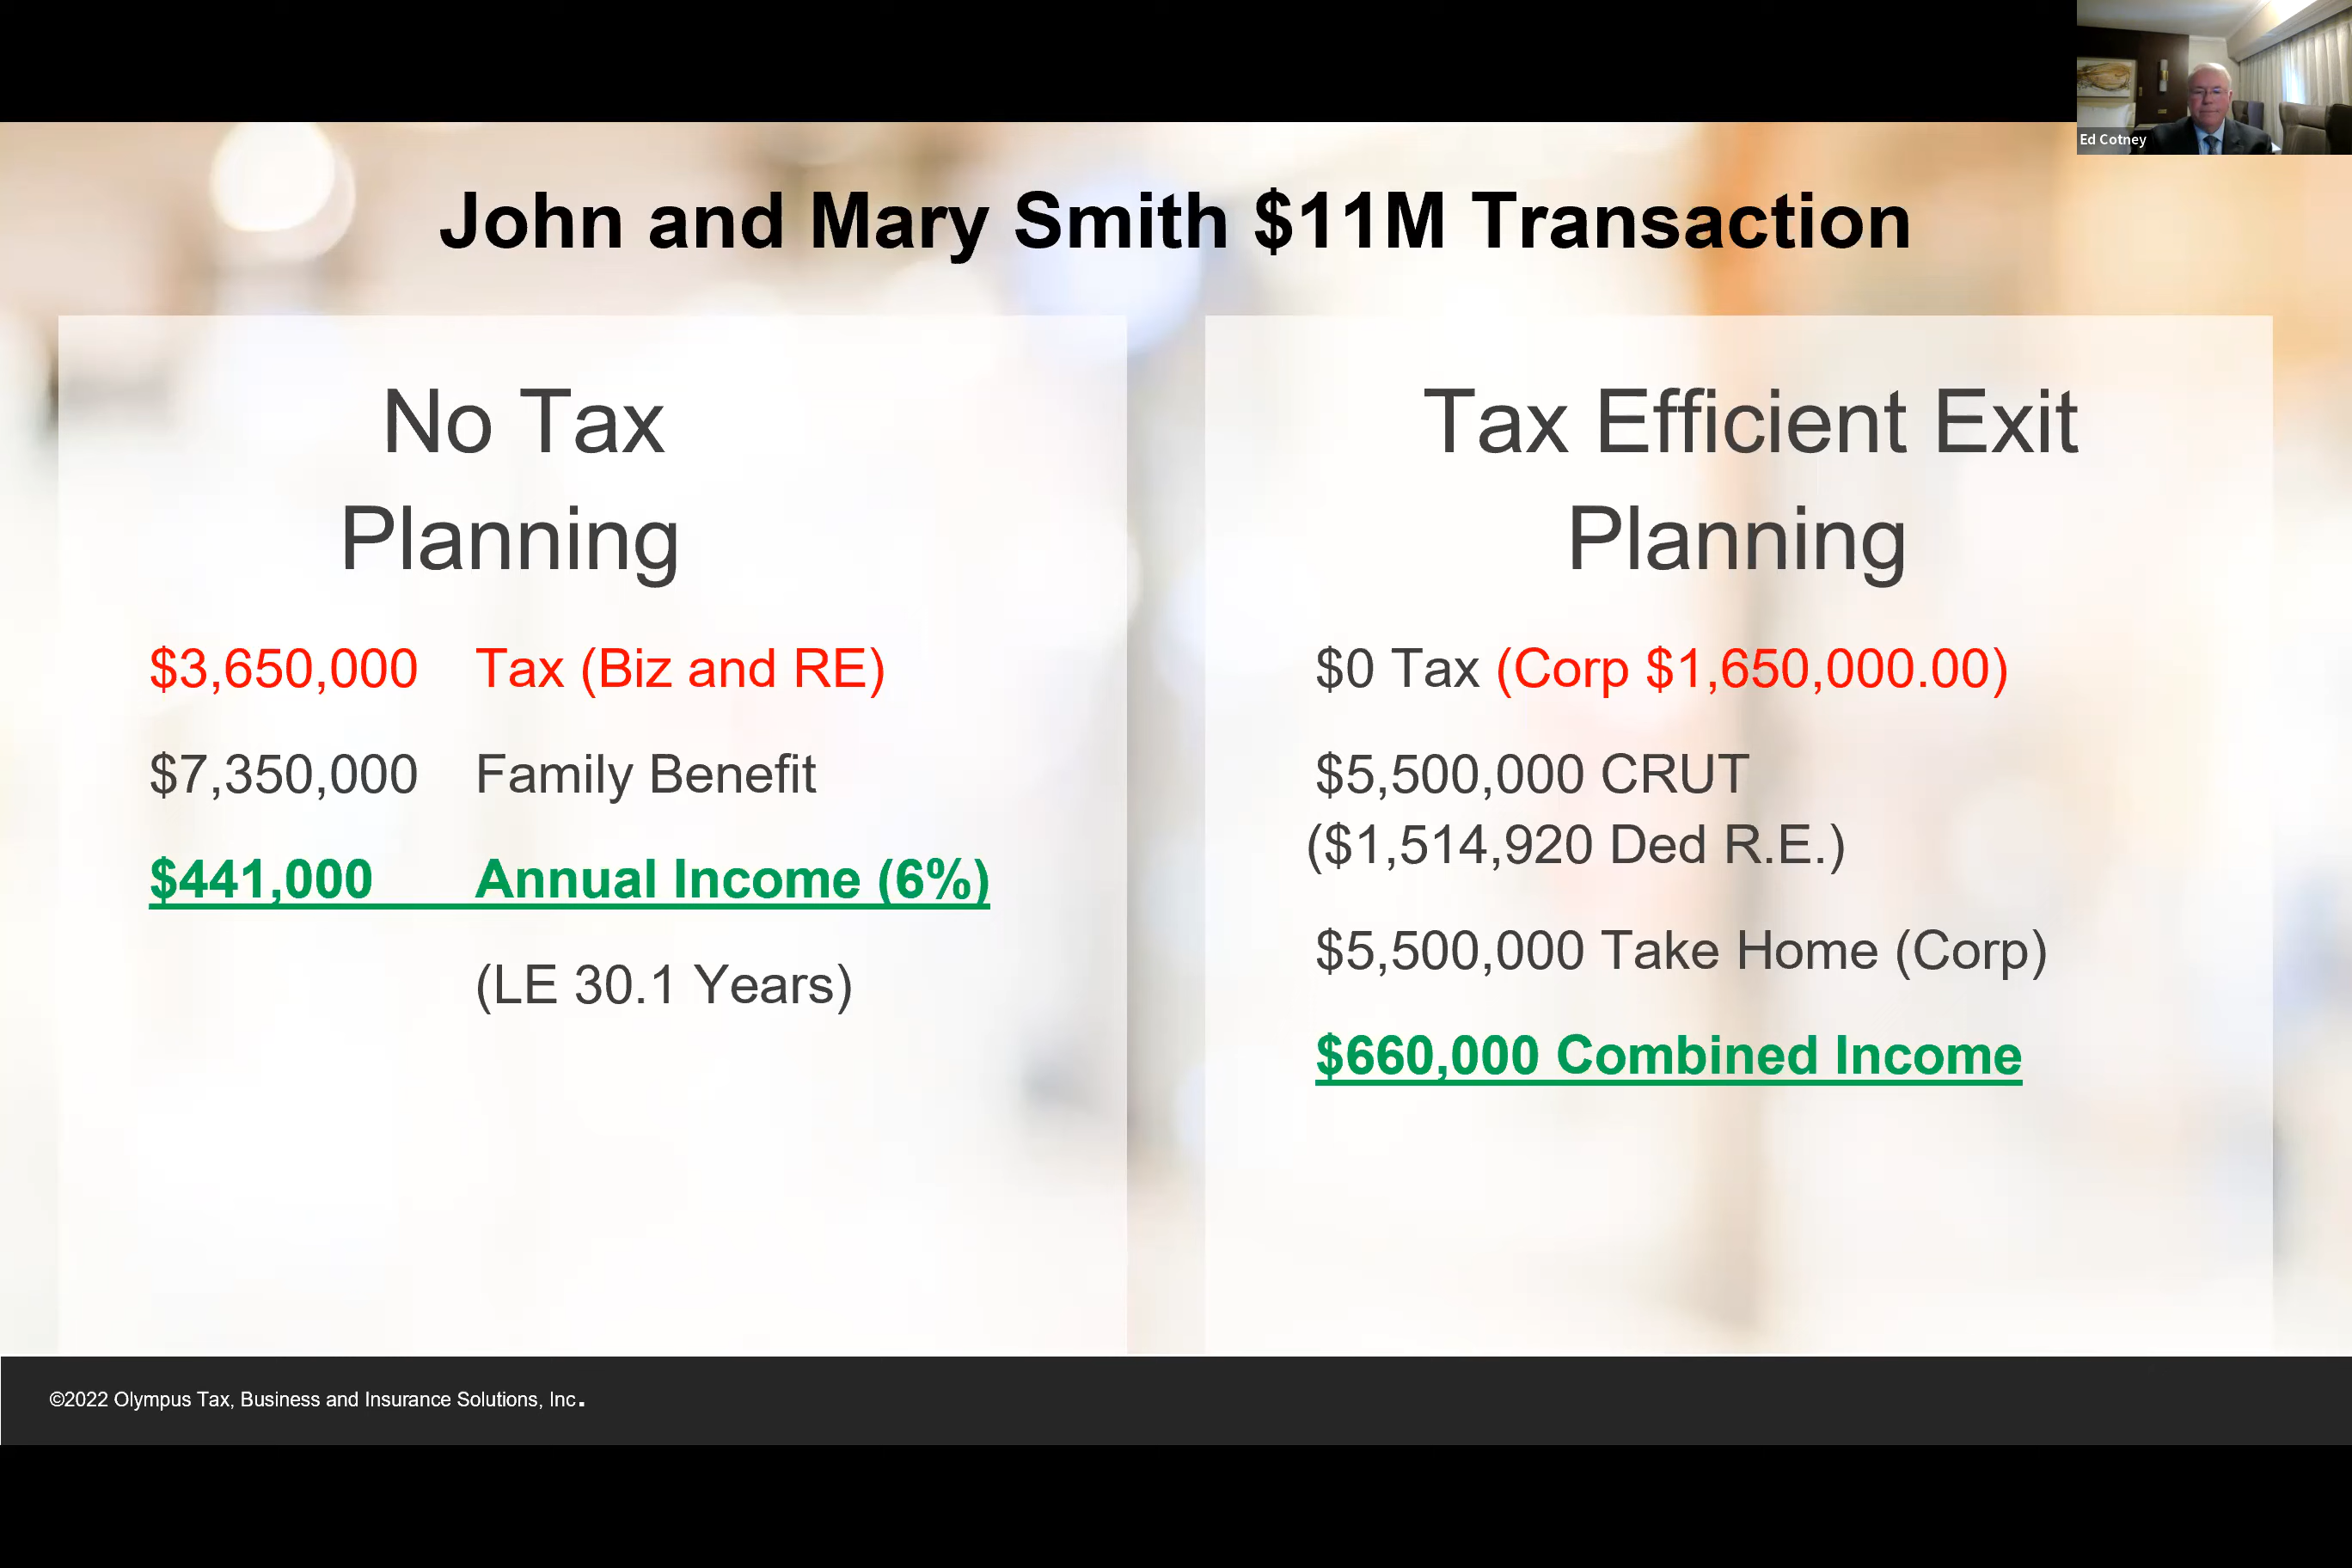 Ed Cotney
John and Mary Smith $11M Transaction
No Tax
Planning
$3,650,000 Tax (Biz and RE)
$7,350,000 Family Benefit
$441,000 Annual Income (6%)
(LE 30.1 Years)
Tax Efficient Exit
Planning
$0 Tax (Corp $1,650,000.00)
$5,500,000 CRUT
($1,514,920 Ded R.E.)
$5,500,000 Take Home (Corp)
$660,000 Combined Income
©2022 Olympus Tax, Business and Insurance Solutions, Inc.